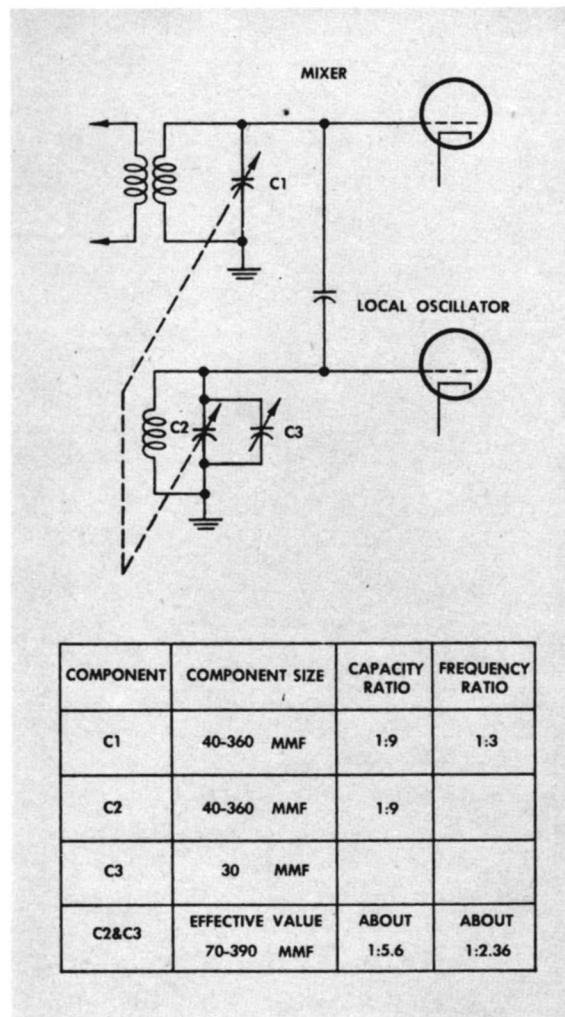 MIXER
C1
LOCAL OSCILLATOR
C2
C3
COMPONENT COMPONENT SIZE CAPACITY RATIO FREQUENCY RATIO
C1 40-360 MMF 1:9 1:3
C2 40-360 MMF 1:9
C3 30 MMF
C2&C3 EFFECTIVE VALUE 70-390 MMF ABOUT 1:5.6 ABOUT 1:2.36